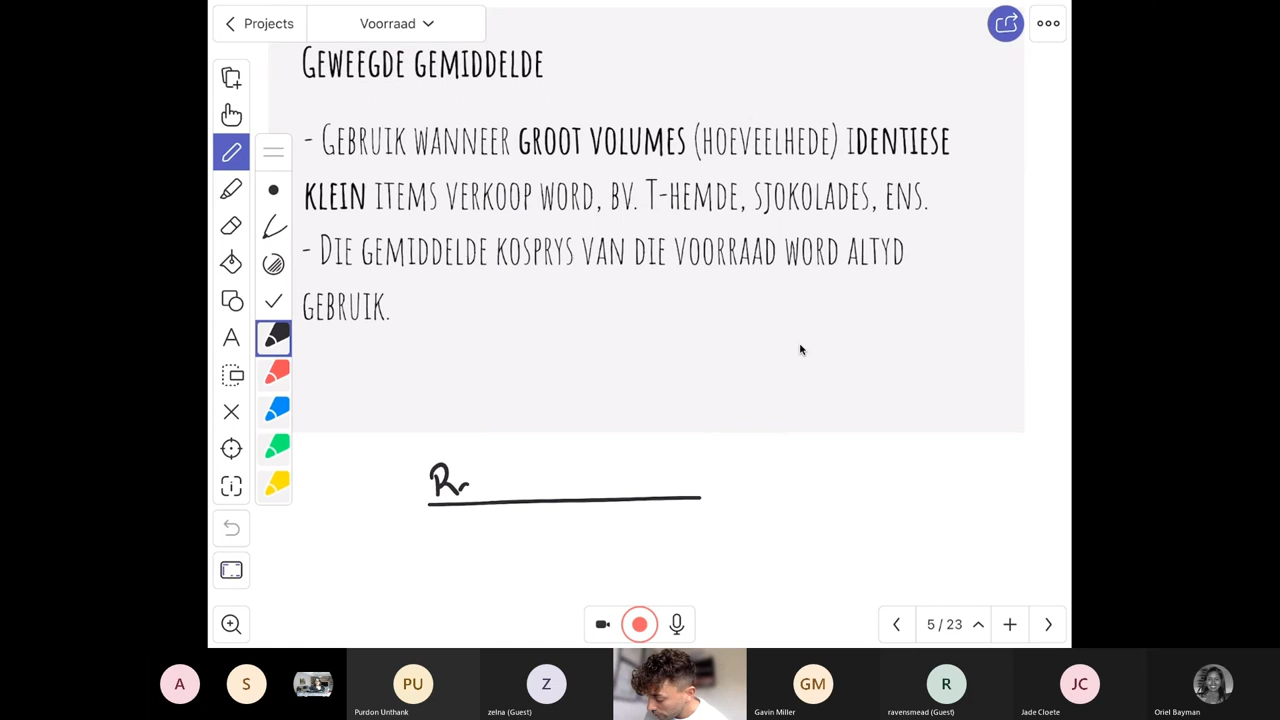 Projects
Voorraad
GEWEEGDE GEMIDDELDE
- GEBRUIK WANNEER GROOT VOLUMES (HOEVEELHEDE) IDENTIESE
KLEIN ITEMS VERKOOP WORD, BV. T-HEMDE, SJOKOLADES, ENS.
- DIE GEMIDDELDE KOSPRYS VAN DIE VOORRAAD WORD ALTYD
GEBRUIK.
R
5 / 23
A
S
PU
Z
GM
R
JC
Purdon Unthank
zelna (Guest)
Gavin Miller
ravensmead (Guest)
Jade Cloete
Oriel Bayman